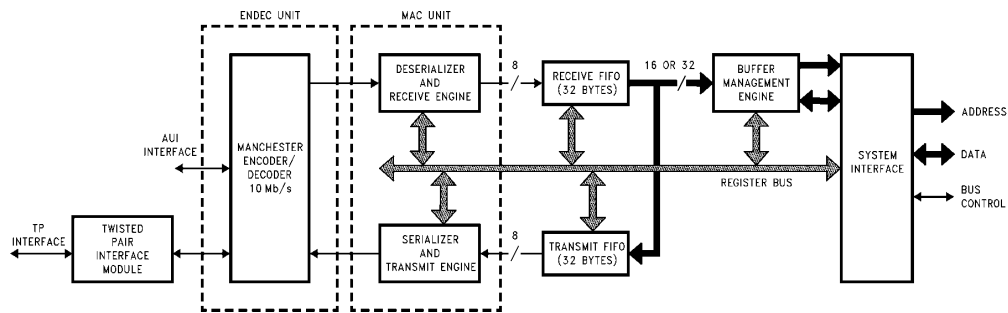 ENDEC UNIT
MAC UNIT
AUI
INTERFACE
TP
INTERFACE
TWISTED
PAIR
INTERFACE
MODULE
MANCHESTER
ENCODER/
DECODER
10 Mb/s
DESERIALIZER
AND
RECEIVE ENGINE
8
RECEIVE FIFO
(32 BYTES)
16 OR 32
BUFFER
MANAGEMENT
ENGINE
REGISTER BUS
SERIALIZER
AND
TRANSMIT ENGINE
8
TRANSMIT FIFO
(32 BYTES)
SYSTEM
INTERFACE
ADDRESS
DATA
BUS
CONTROL